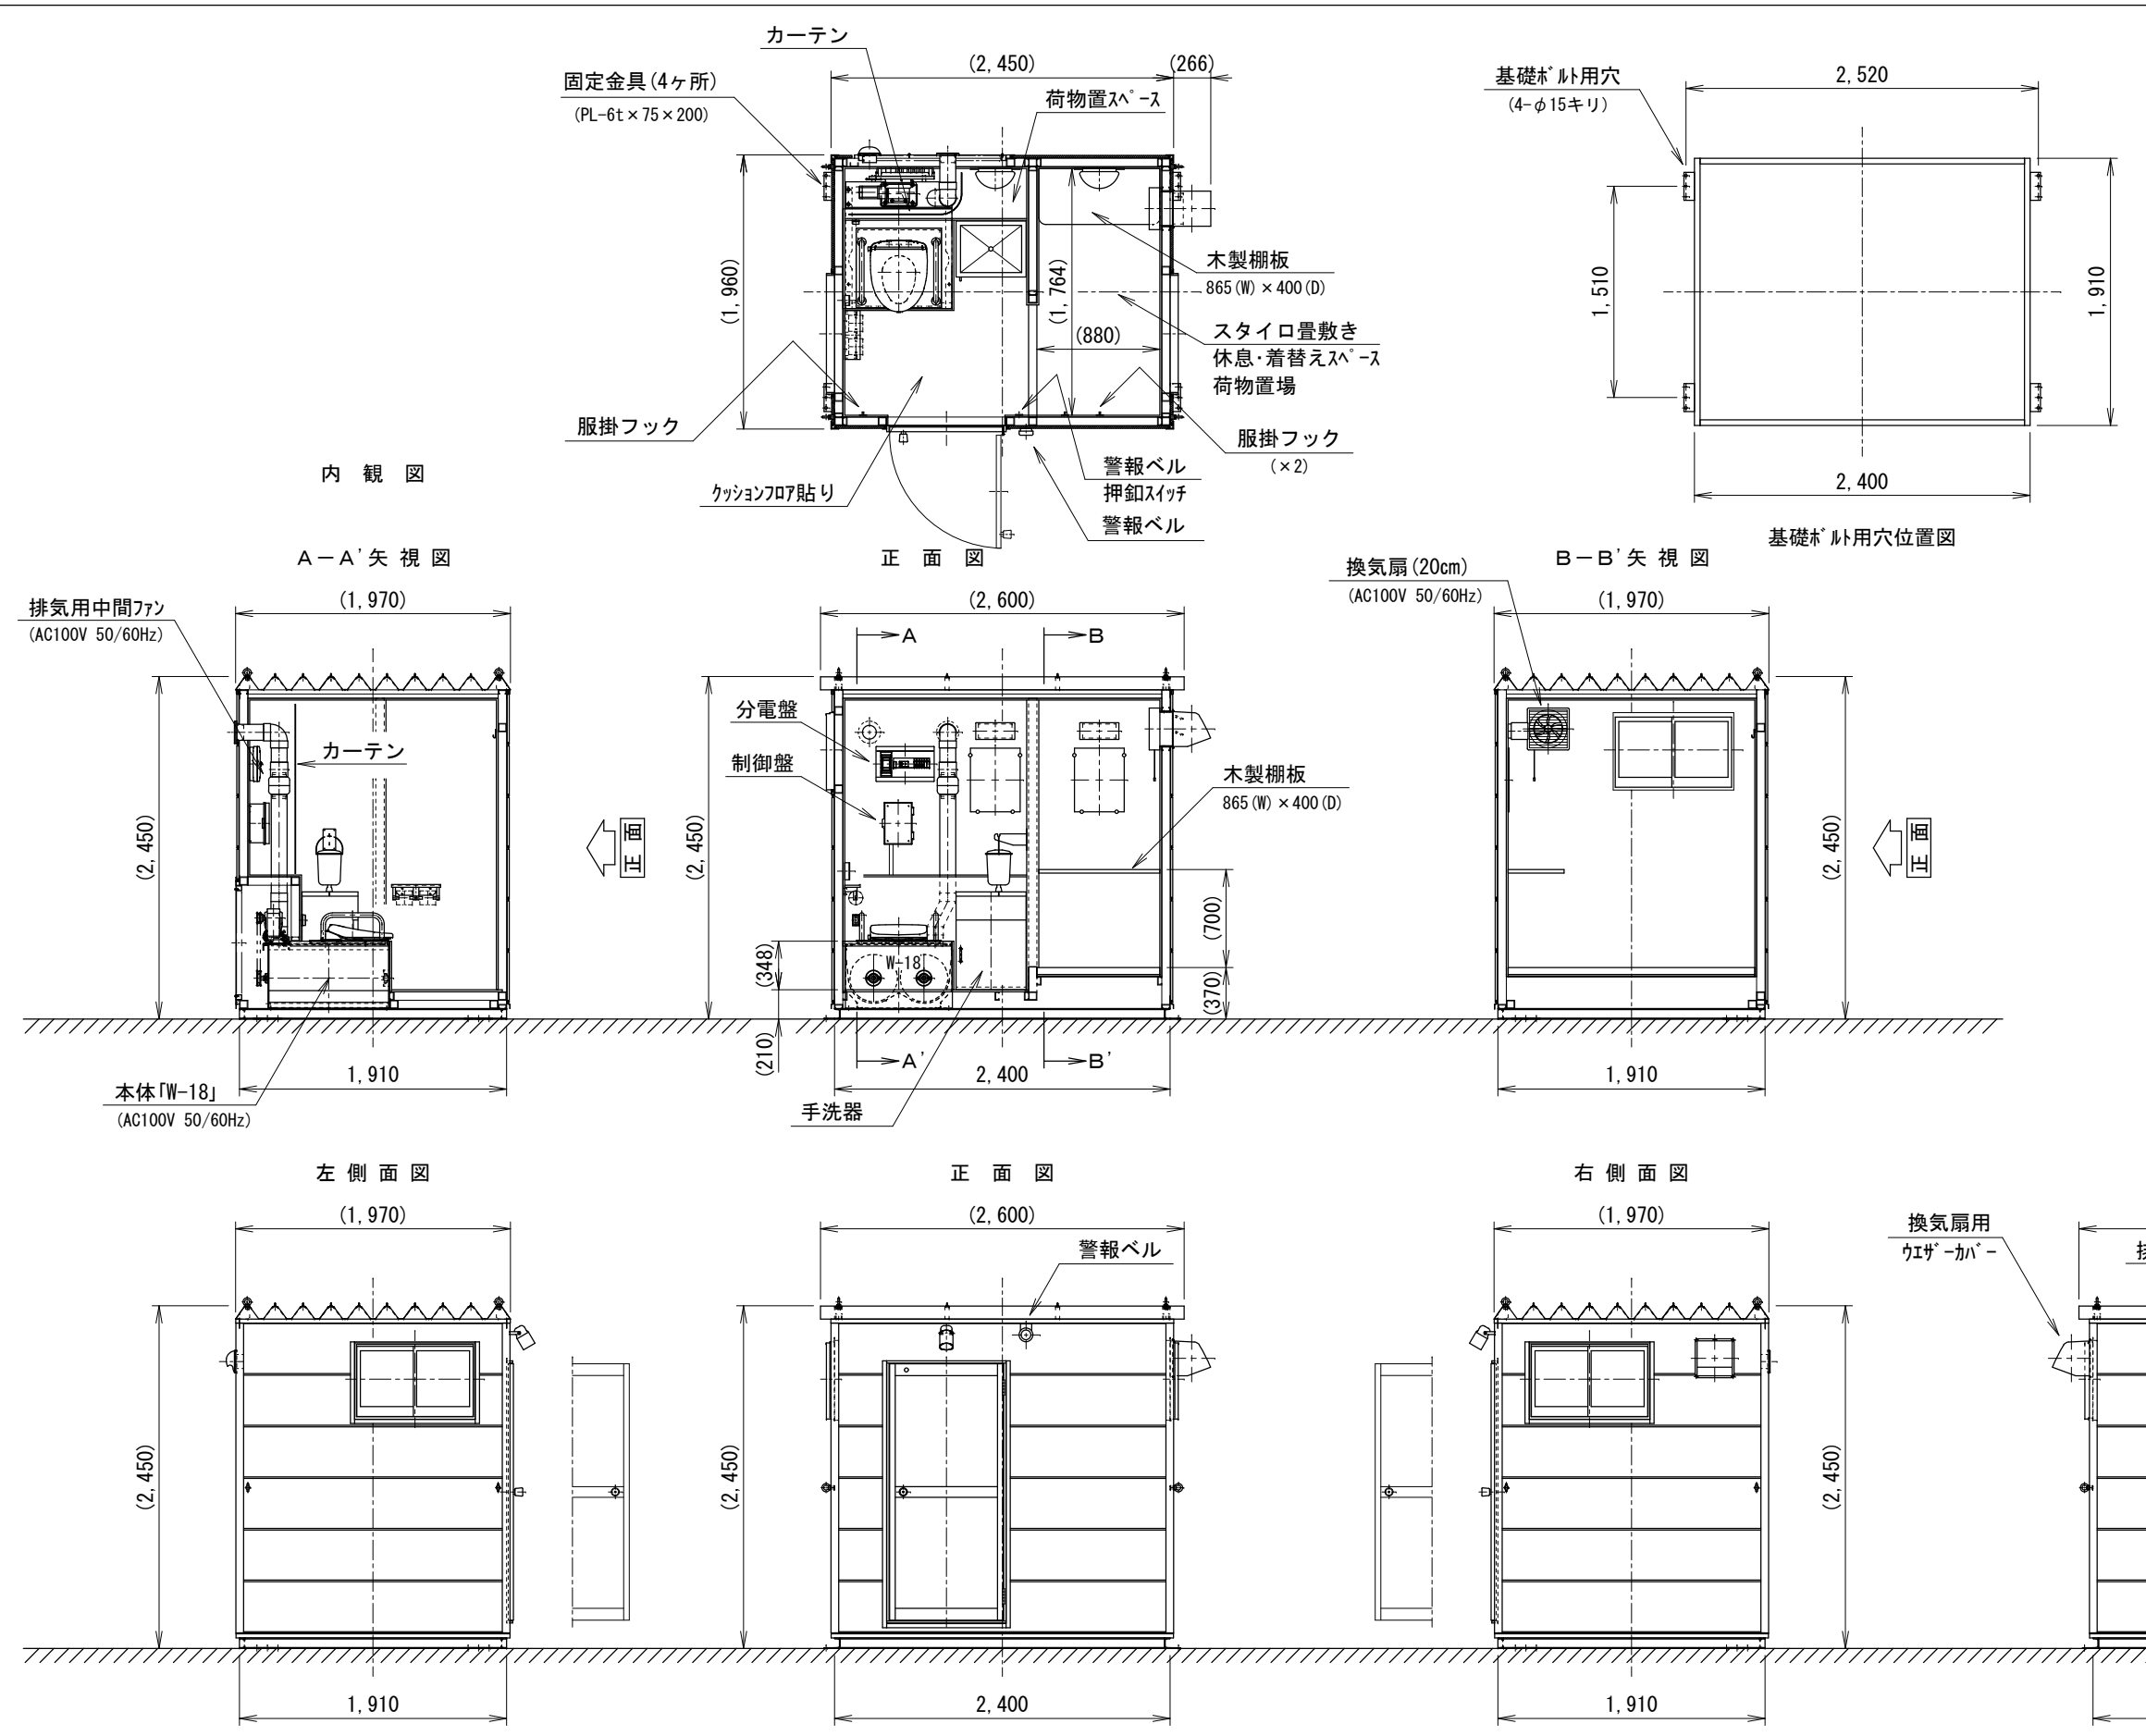 カーテン
(2,450)
(266)
固定金具(4ヶ所)
(PL-6t×75×200)
荷物置スペース
基礎ボルト用穴
(4-φ15キリ)
2,520
(1,960)
(1,764)
(880)
木製棚板
865(W)×400(D)
スタイロ畳敷き
休息・着替えスペース
荷物置場
1,510
1,910
服掛フック
服掛フック
(×2)
クッションフロア貼り
警報ベル
押釦スイッチ
警報ベル
2,400
基礎ボルト用穴位置図
内観図
A-A'矢視図
正面図
B-B'矢視図
排気用中間ファン
(AC100V 50/60Hz)
(1,970)
(2,600)
換気扇(20cm)
(AC100V 50/60Hz)
(1,970)
A
B
カーテン
分電盤
制御盤
木製棚板
865(W)×400(D)
(2,450)
正面
(2,450)
(2,450)
正面
(700)
(348)
W-18
(370)
(210)
A'
B'
1,910
2,400
1,910
本体「W-18」
(AC100V 50/60Hz)
手洗器
左側面図
正面図
右側面図
(1,970)
(2,600)
(1,970)
警報ベル
換気扇用
ウエザーカバー
(2,450)
(2,450)
(2,450)
1,910
2,400
1,910